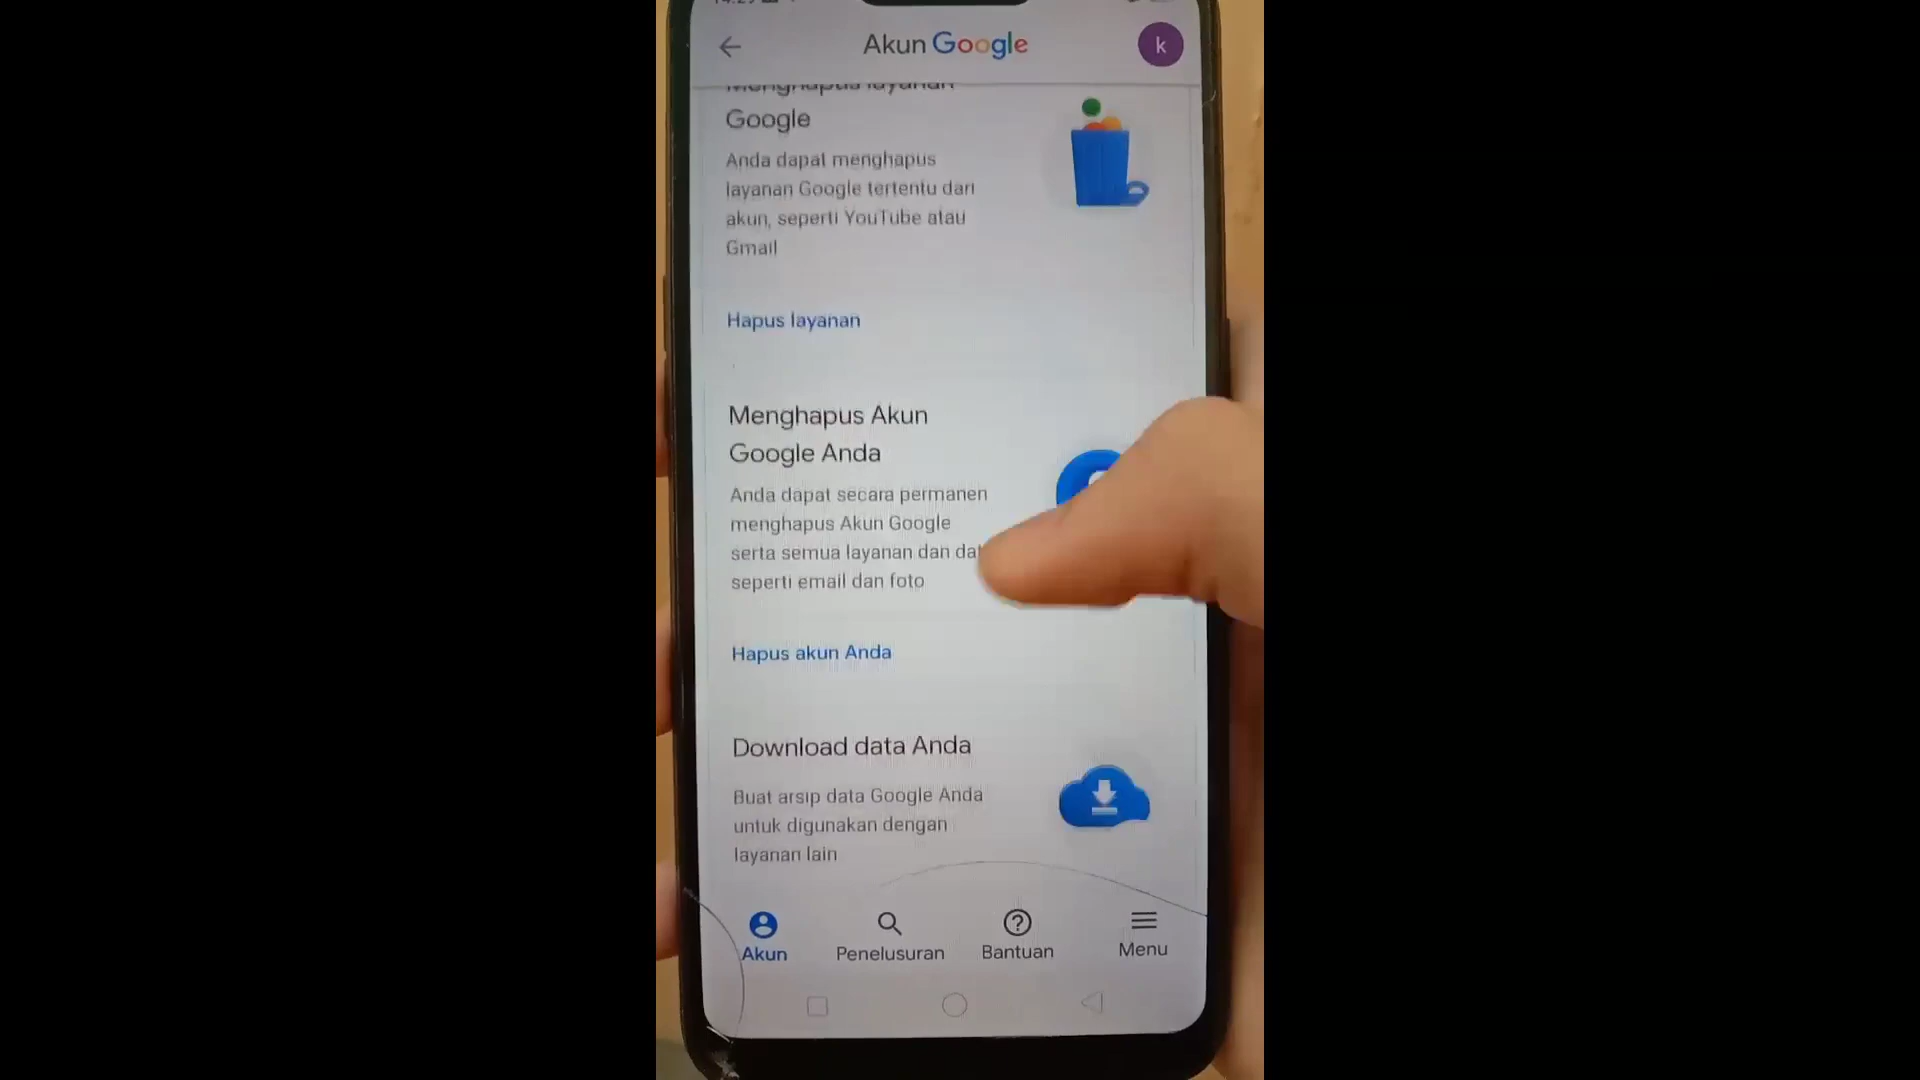 Akun Google
k
Menghapus layanan
Google
Anda dapat menghapus
layanan Google tertentu dari
akun, seperti YouTube atau
Gmail
Hapus layanan
Menghapus Akun
Google Anda
Anda dapat secara permanen
menghapus Akun Google
serta semua layanan dan
seperti email dan foto
Hapus akun Anda
Download data Anda
Buat arsip data Google Anda
untuk digunakan dengan
layanan lain
Akun
Penelusuran
Bantuan
Menu